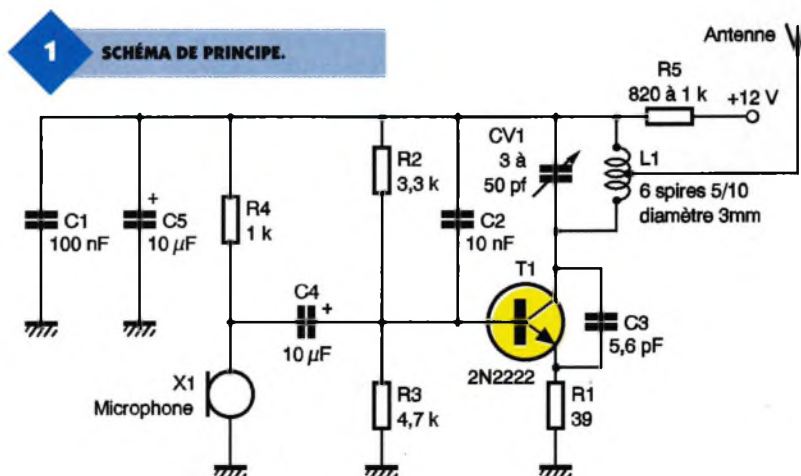 1
SCHÉMA DE PRINCIPE.
Antenne
R5
820 à 1 k
+12 V
CV1
3 à
50 pf
L1
6 spires 5/10
diamètre 3mm
R2
3,3 k
R4
1 k
C1
100 nF
+
C5
10 µF
C2
10 nF
T1
2N2222
C4
+
10 µF
C3
5,6 pF
X1
Microphone
R3
4,7 k
R1
39